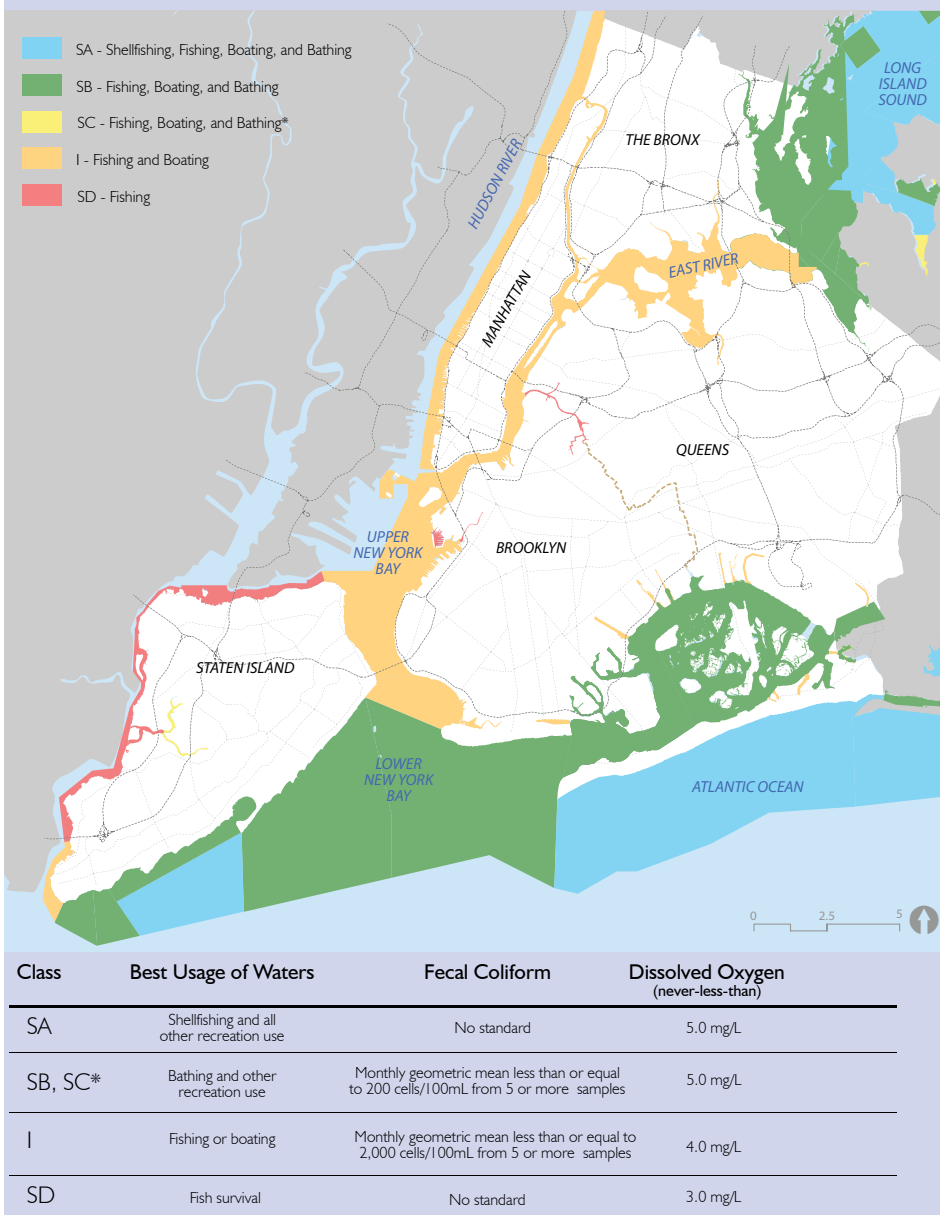 SA - Shellfishing, Fishing, Boating, and Bathing
SB - Fishing, Boating, and Bathing
SC - Fishing, Boating, and Bathing*
I - Fishing and Boating
SD - Fishing
LONG
ISLAND
SOUND
THE BRONX
HUDSON RIVER
EAST RIVER
MANHATTAN
QUEENS
UPPER
NEW YORK
BAY
BROOKLYN
STATEN ISLAND
LOWER
NEW YORK
BAY
ATLANTIC OCEAN
0 2.5 5
Class Best Usage of Waters Fecal Coliform Dissolved Oxygen
(never-less-than)
SA Shellfishing and all
other recreation use No standard 5.0 mg/L
SB, SC* Bathing and other
recreation use Monthly geometric mean less than or equal
to 200 cells/100mL from 5 or more samples 5.0 mg/L
I Fishing or boating Monthly geometric mean less than or equal to
2,000 cells/100mL from 5 or more samples 4.0 mg/L
SD Fish survival No standard 3.0 mg/L